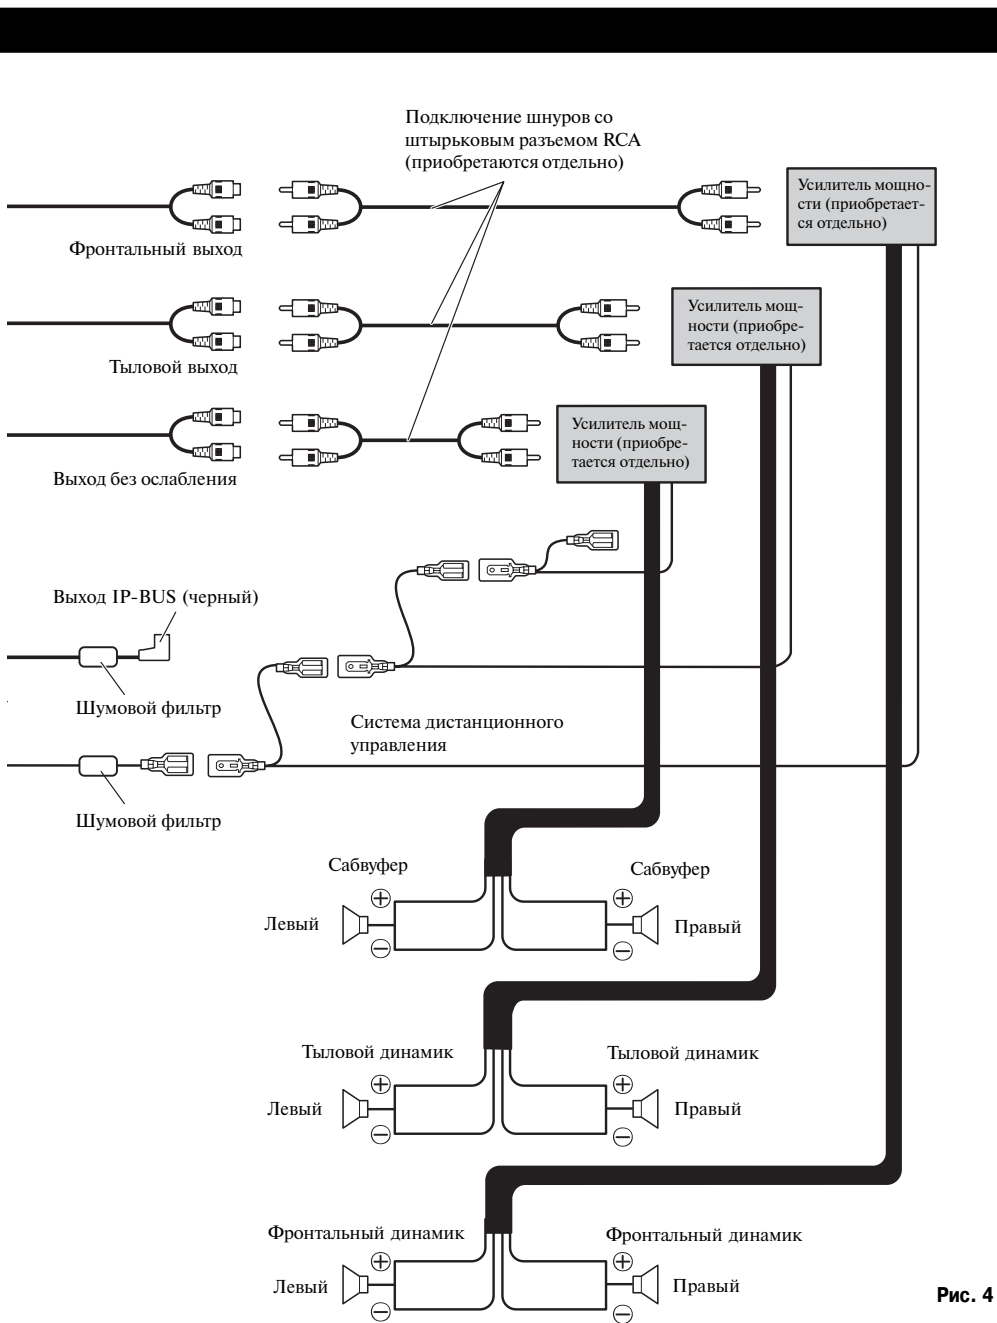 Подключение шнуров со
штырьковым разъемом RCA
(приобретаются отдельно)
Усилитель мощно-
сти (приобретает-
ся отдельно)
Фронтальный выход
Усилитель мощ-
ности (приобре-
тается отдельно)
Тыловой выход
Усилитель мощ-
ности (приобре-
тается отдельно)
Выход без ослабления
Выход IP-BUS (черный)
Шумовой фильтр
Система дистанционного
управления
Шумовой фильтр
Сабвуфер
Сабвуфер
Левый
Правый
Тыловой динамик
Тыловой динамик
Левый
Правый
Фронтальный динамик
Фронтальный динамик
Левый
Правый
Рис. 4